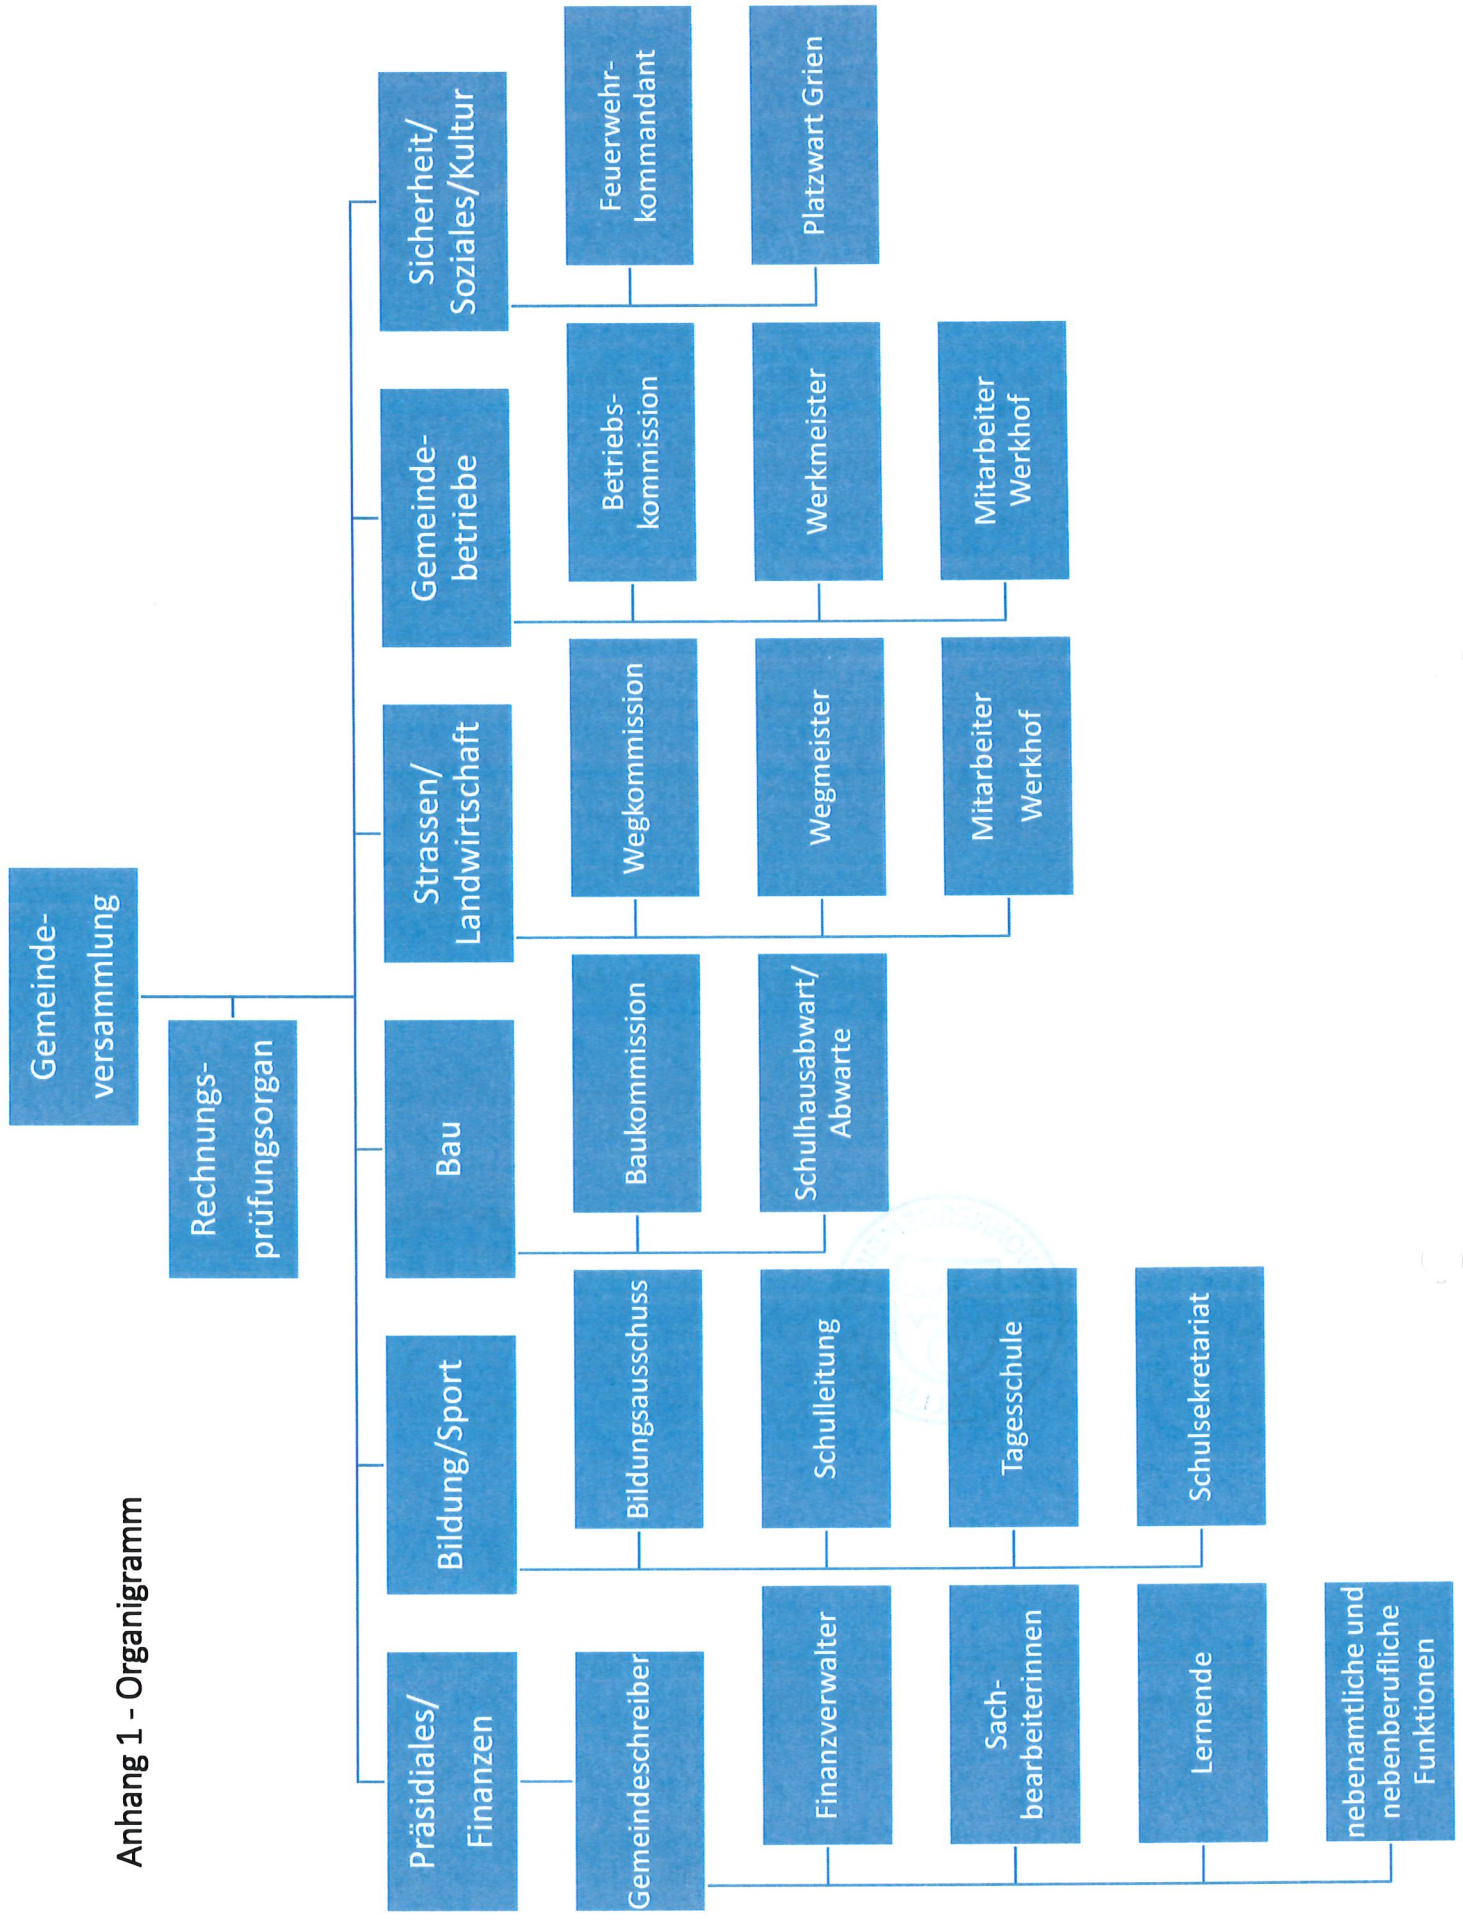 Anhang 1 - Organigramm
Gemeinde-
versammlung
Rechnungs-
prüfungsorgan
Präsidiales/
Finanzen
Gemeindeschreiber
Finanzverwalter
Sach-
bearbeiterinnen
Lernende
nebenamtliche und
nebenberufliche
Funktionen
Bildung/Sport
Bildungsausschuss
Schulleitung
Tagesschule
Schulsekretariat
Bau
Baukommission
Schulhausabwart/
Abwarte
Strassen/
Landwirtschaft
Wegkommission
Wegmeister
Mitarbeiter
Werkhof
Gemeinde-
betriebe
Betriebs-
kommission
Werkmeister
Mitarbeiter
Werkhof
Sicherheit/
Soziales/Kultur
Feuerwehr-
kommandant
Platzwart Grien